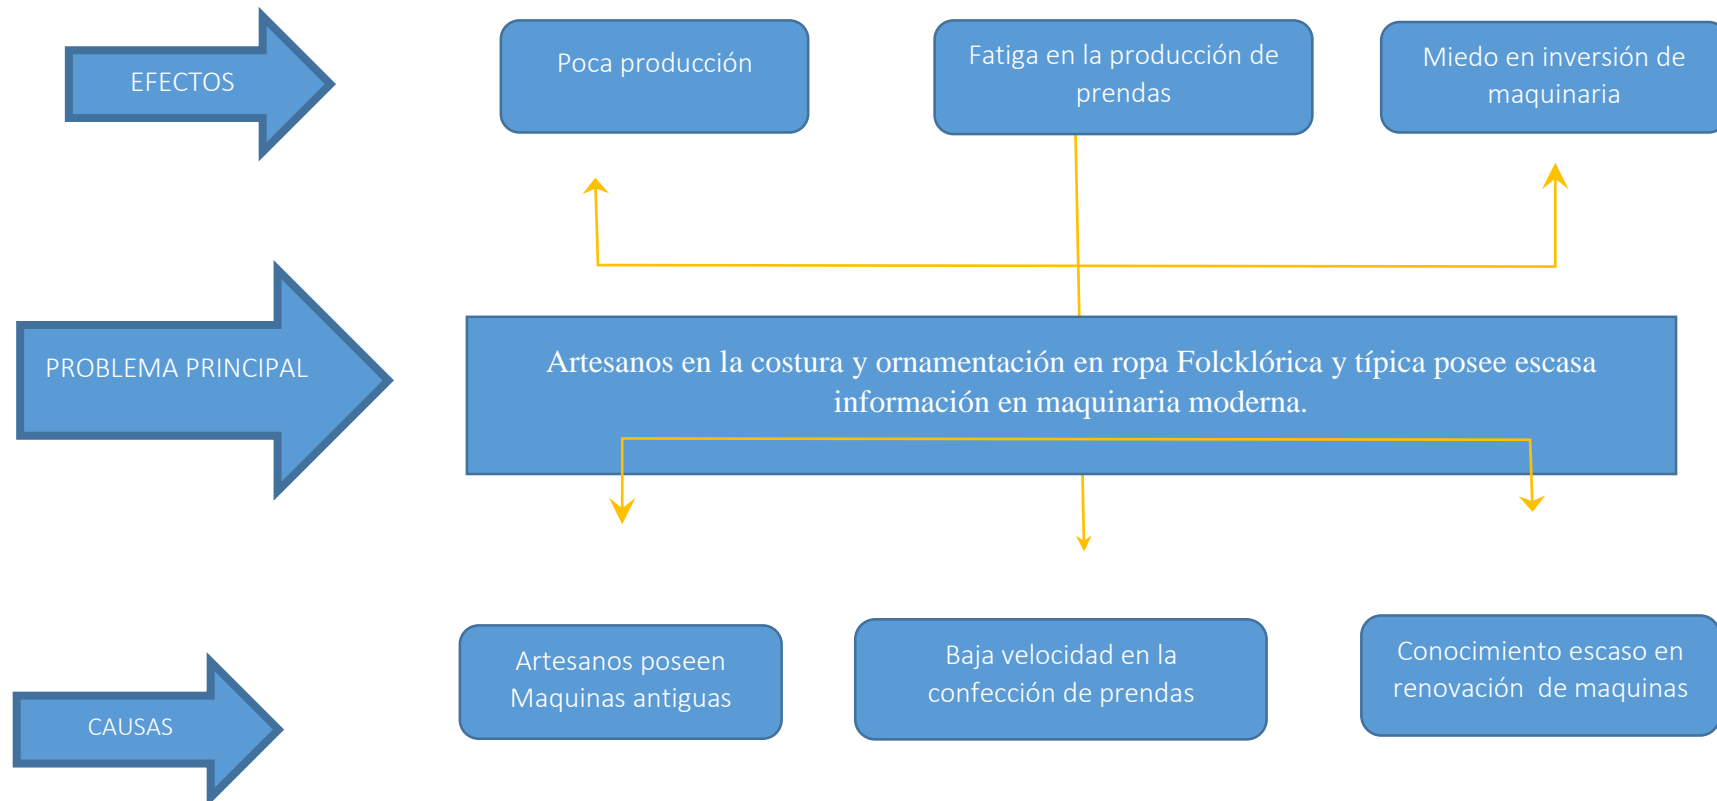 EFECTOS
Poca producción
Fatiga en la producción de
prendas
Miedo en inversión de
maquinaria
PROBLEMA PRINCIPAL
Artesanos en la costura y ornamentación en ropa Folcklórica y típica posee escasa
información en maquinaria moderna.
CAUSAS
Artesanos poseen
Maquinas antiguas
Baja velocidad en la
confección de prendas
Conocimiento escaso en
renovación  de maquinas